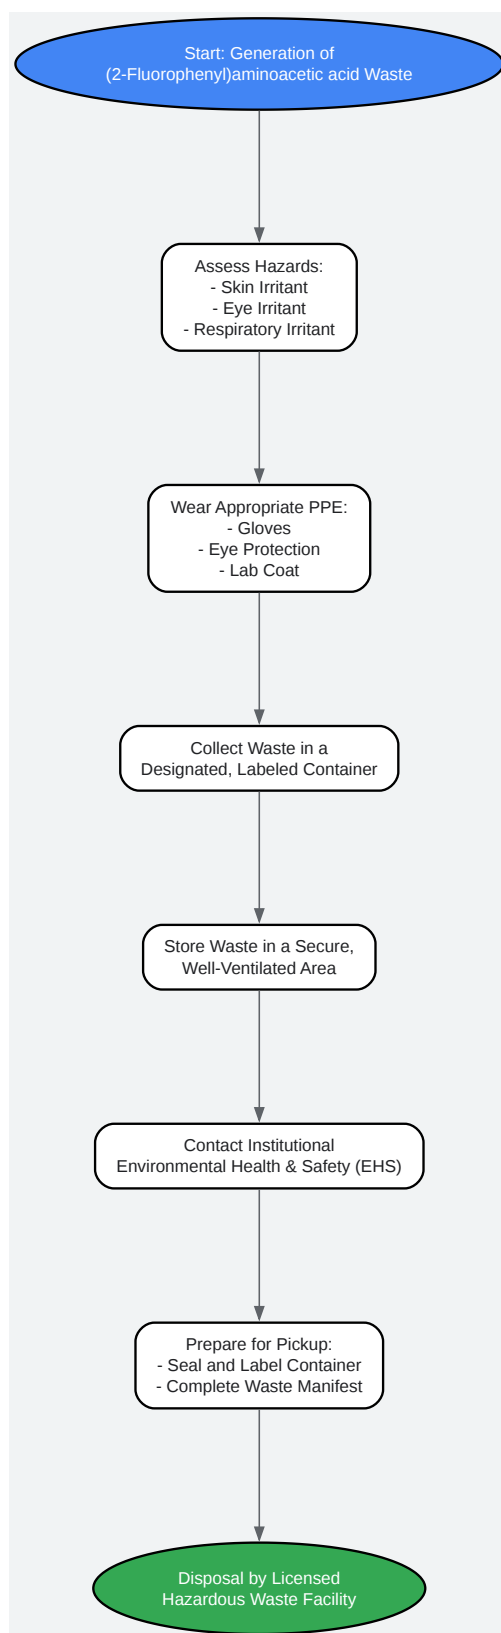 Start: Generation of
(2-Fluorophenyl)aminoacetic acid Waste
Assess Hazards:
- Skin Irritant
- Eye Irritant
- Respiratory Irritant
Wear Appropriate PPE:
- Gloves
- Eye Protection
- Lab Coat
Collect Waste in a
Designated, Labeled Container
Store Waste in a Secure,
Well-Ventilated Area
Contact Institutional
Environmental Health & Safety (EHS)
Prepare for Pickup:
- Seal and Label Container
- Complete Waste Manifest
Disposal by Licensed
Hazardous Waste Facility